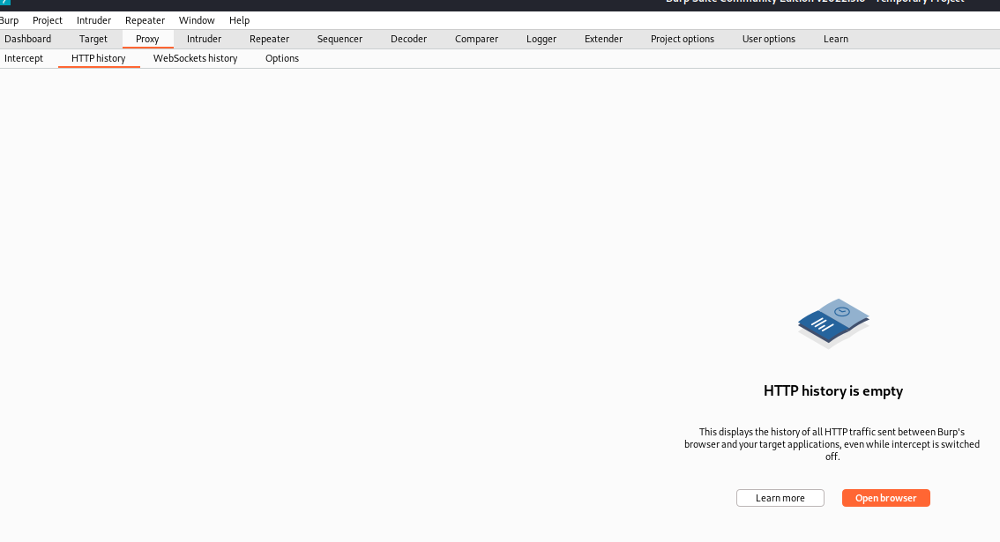 Burp Suite Community Edition v2022.9.6 - Temporary Project
Burp Project Intruder Repeater Window Help
Dashboard Target Proxy Intruder Repeater Sequencer Decoder Comparer Logger Extender Project options User options Learn
Intercept HTTP history WebSockets history Options
HTTP history is empty
This displays the history of all HTTP traffic sent between Burp's
browser and your target applications, even while intercept is switched
off.
Learn more Open browser